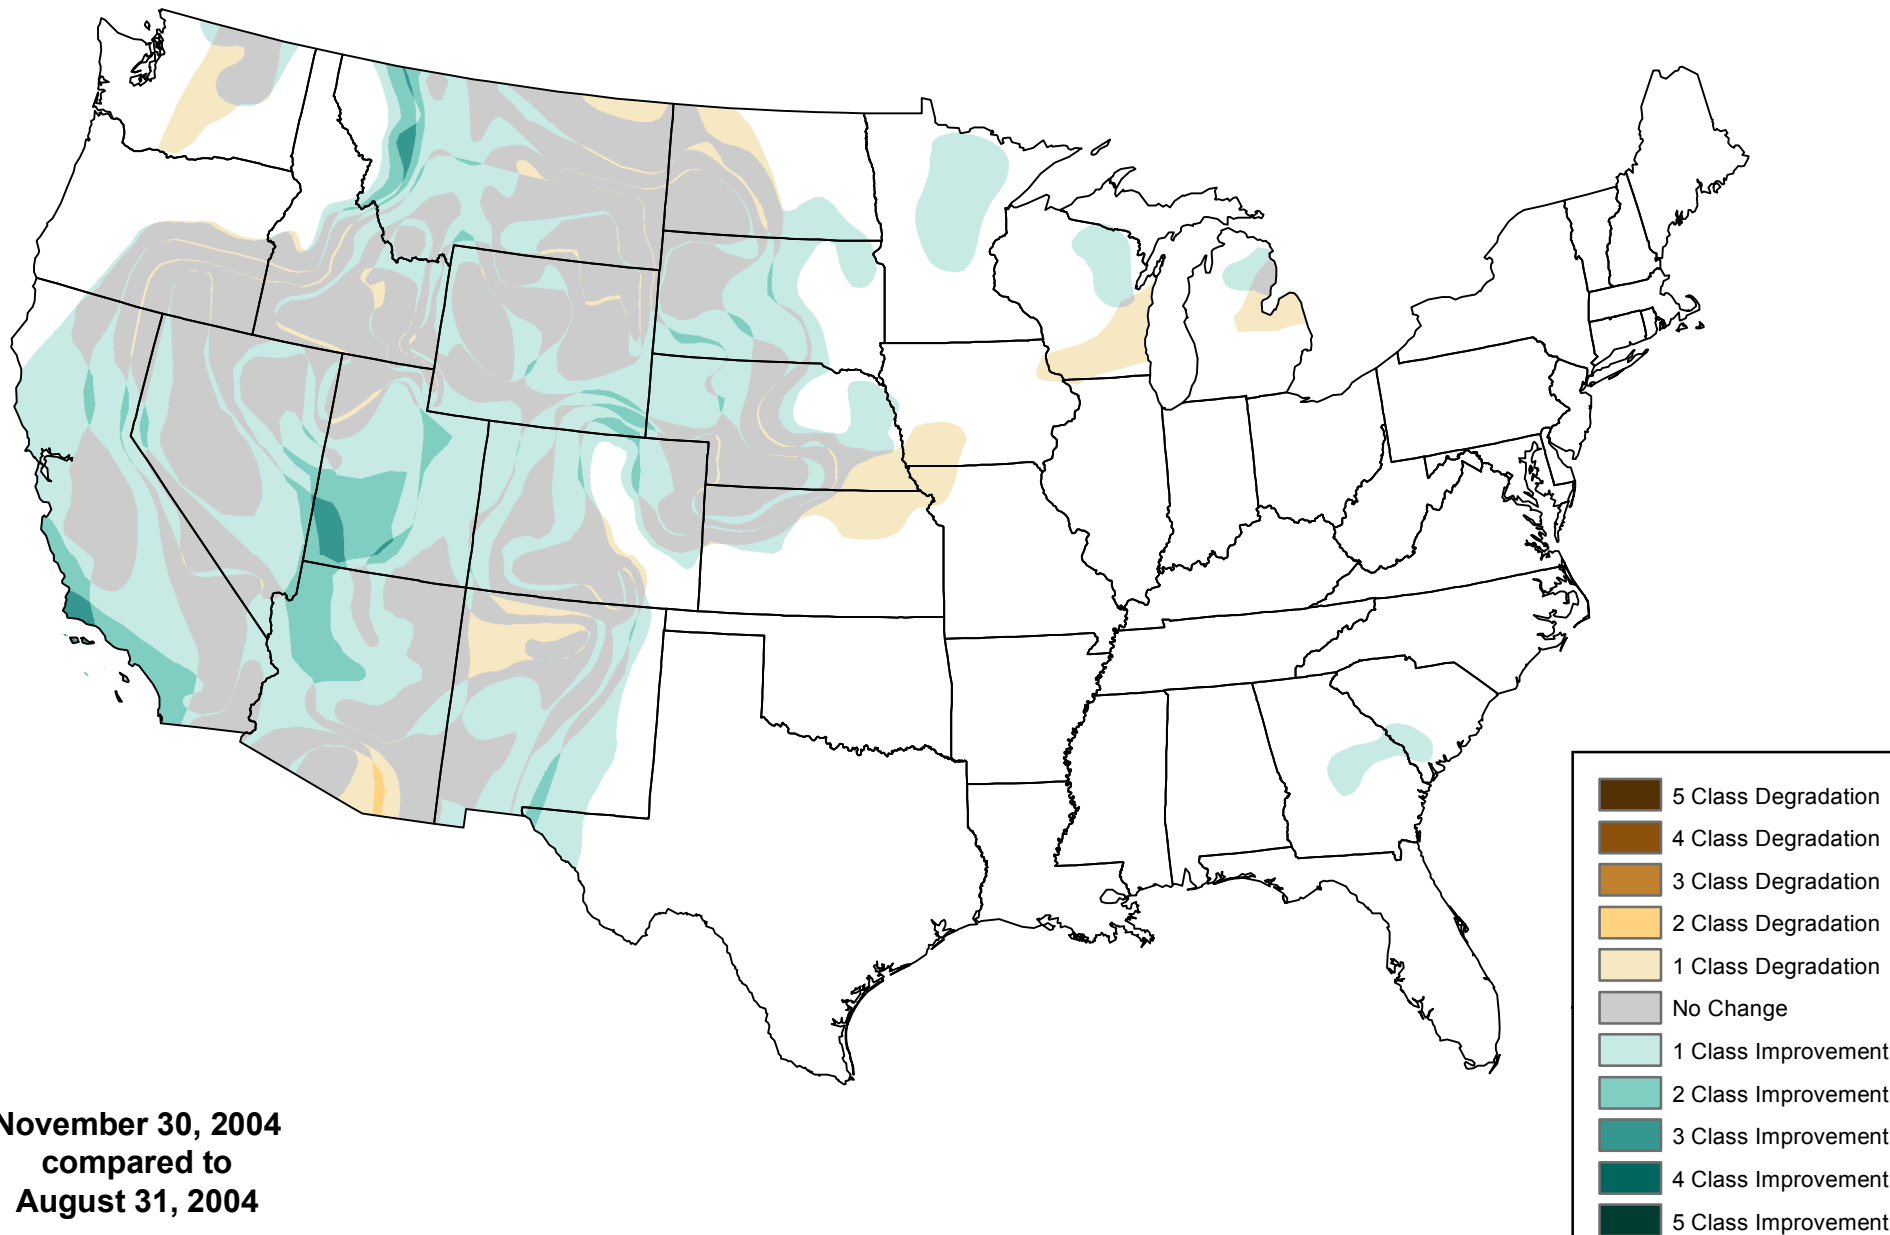 5 Class Degradation
4 Class Degradation
3 Class Degradation
2 Class Degradation
1 Class Degradation
No Change
1 Class Improvement
2 Class Improvement
3 Class Improvement
4 Class Improvement
5 Class Improvement
November 30, 2004
compared to
August 31, 2004